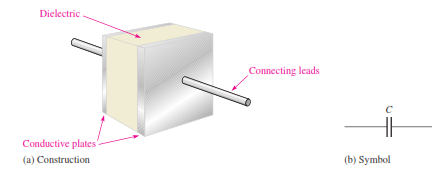 Dielectric
Connecting leads
C
Conductive plates
(a) Construction
(b) Symbol